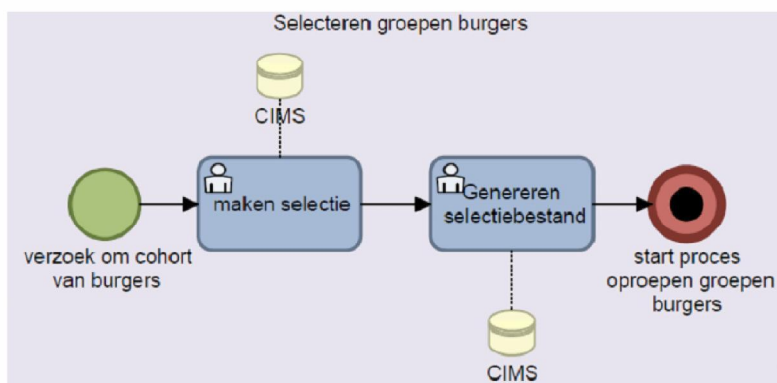 Selecteren groepen burgers
CIMS
maken selectie
Genereren
selectiebestand
verzoek om cohort
van burgers
start proces
oproepen groepen
burgers
CIMS